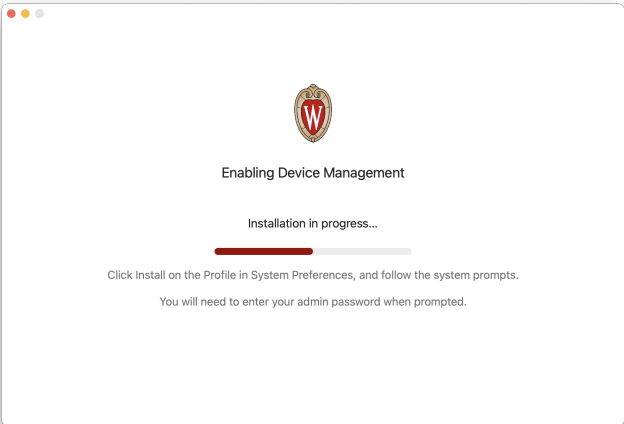 W
Enabling Device Management
Installation in progress...
Click Install on the Profile in System Preferences, and follow the system prompts.
You will need to enter your admin password when prompted.